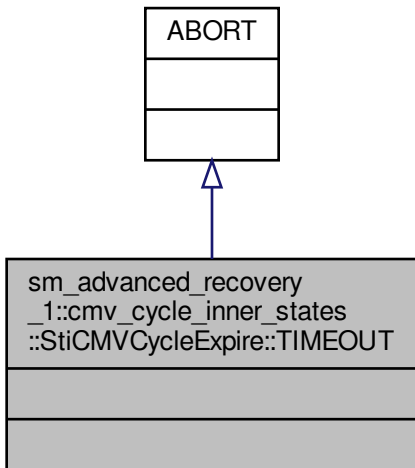 ABORT
sm_advanced_recovery
_1::cmv_cycle_inner_states
::StiCMVCycleExpire::TIMEOUT